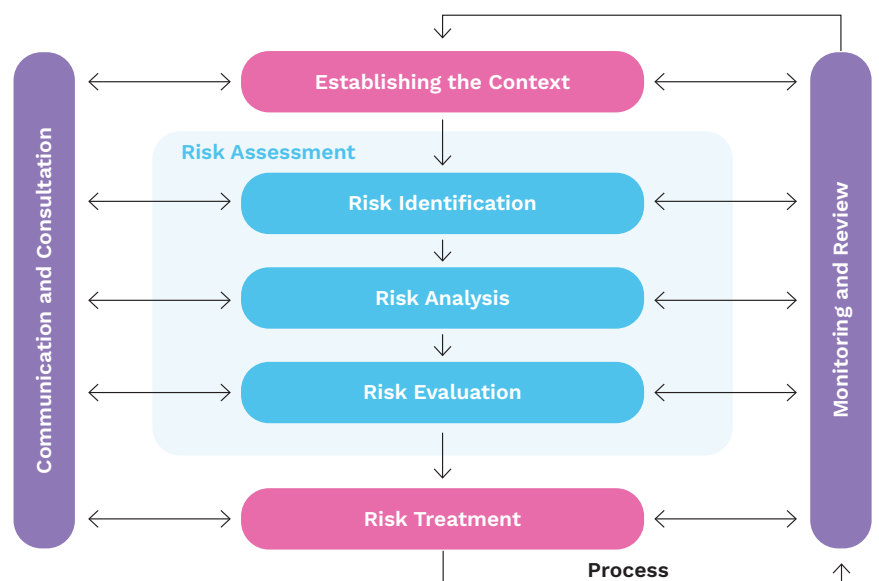 Establishing the Context
Risk Assessment
Risk Identification
Risk Analysis
Risk Evaluation
Risk Treatment
Process
Communication and Consultation
Monitoring and Review